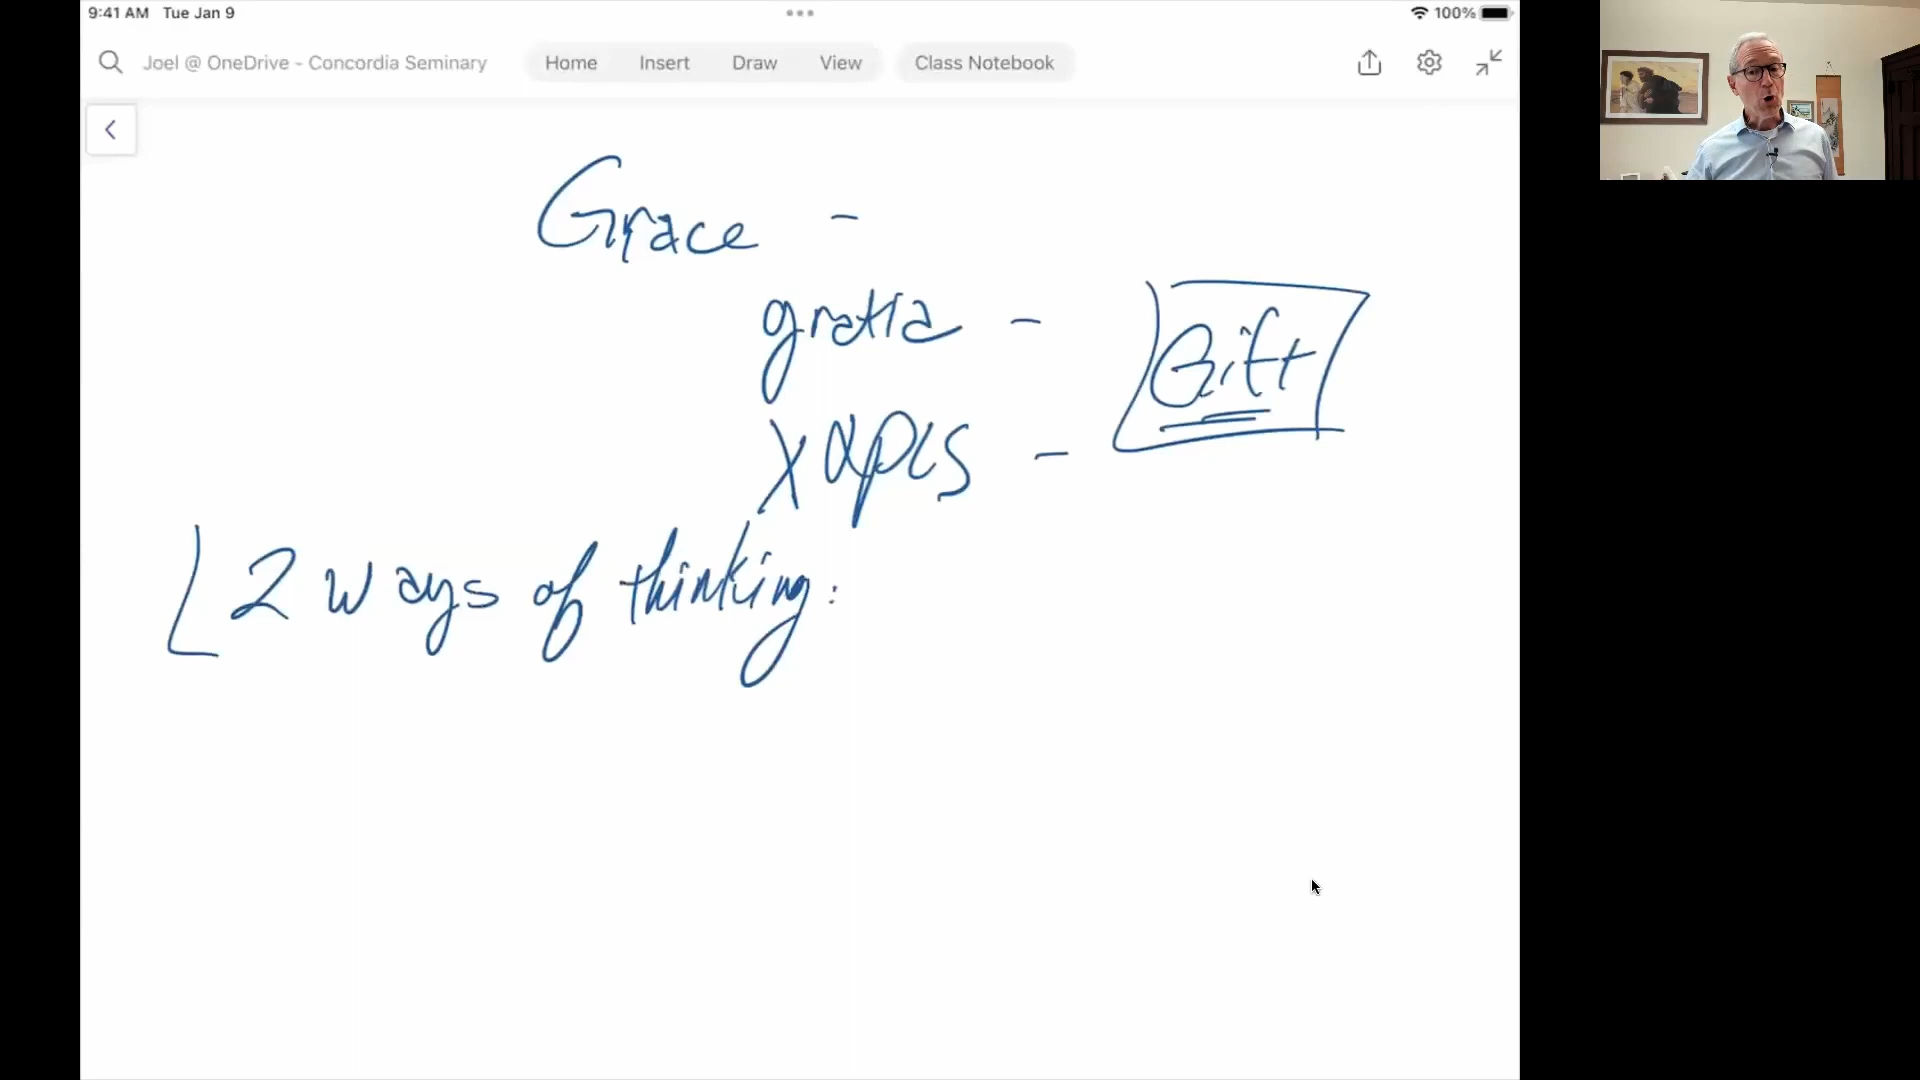 9:41 AM Tue Jan 9
100%
Joel @ OneDrive - Concordia Seminary Home Insert Draw View Class Notebook
Grace -
gratia - Gift
χαρις -
2 ways of thinking: